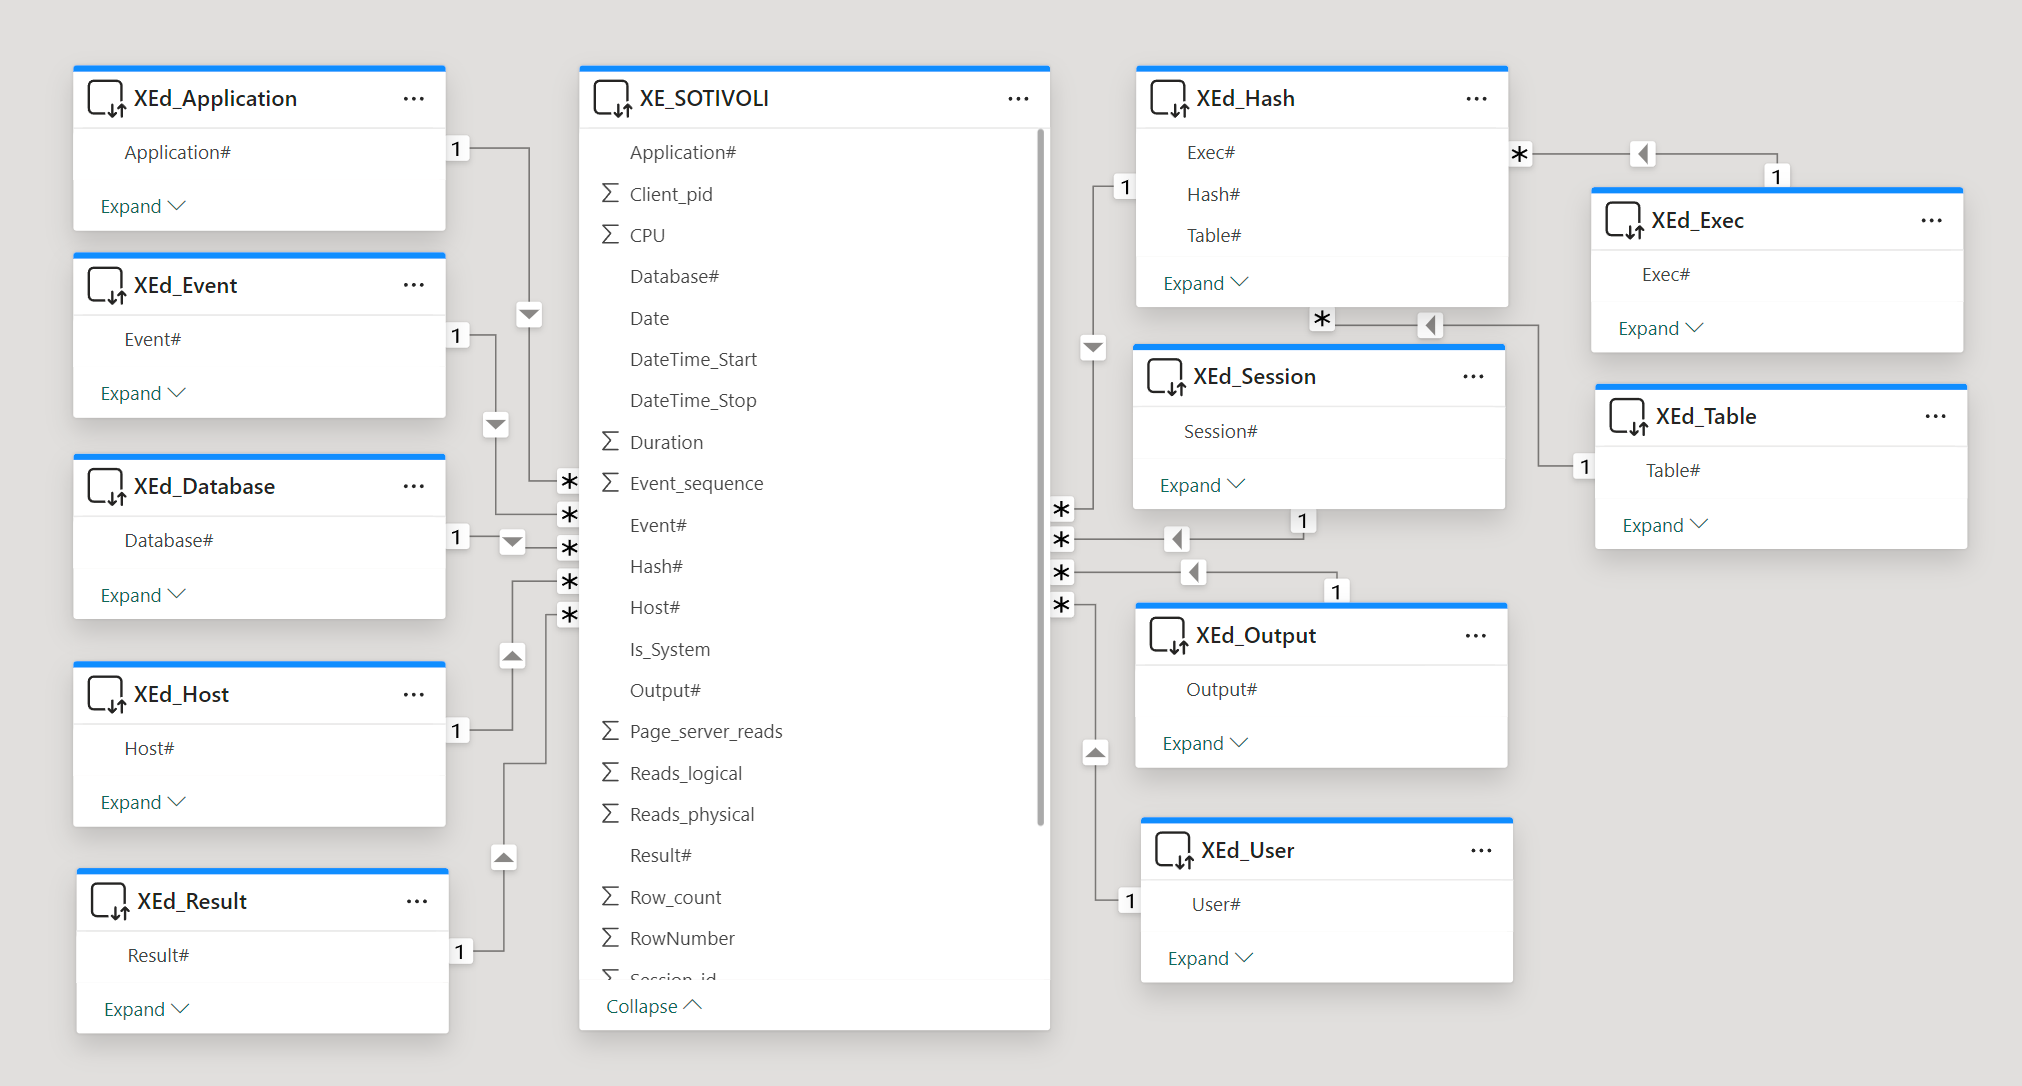 XEd_Application
Application#
Expand
XEd_Event
Event#
Expand
XEd_Database
Database#
Expand
XEd_Host
Host#
Expand
XEd_Result
Result#
Expand
1
1
1
1
1
*
*
*
*
*
XE_SOTIVOLI
Application#
Σ Client_pid
Σ CPU
Database#
Date
DateTime_Start
DateTime_Stop
Σ Duration
Σ Event_sequence
Event#
Hash#
Host#
Is_System
Output#
Σ Page_server_reads
Σ Reads_logical
Σ Reads_physical
Result#
Σ Row_count
Σ RowNumber
Σ Session_id
Collapse
*
*
*
*
1
1
1
1
XEd_Hash
Exec#
Hash#
Table#
Expand
XEd_Session
Session#
Expand
XEd_Output
Output#
Expand
XEd_User
User#
Expand
*
*
1
1
XEd_Exec
Exec#
Expand
XEd_Table
Table#
Expand